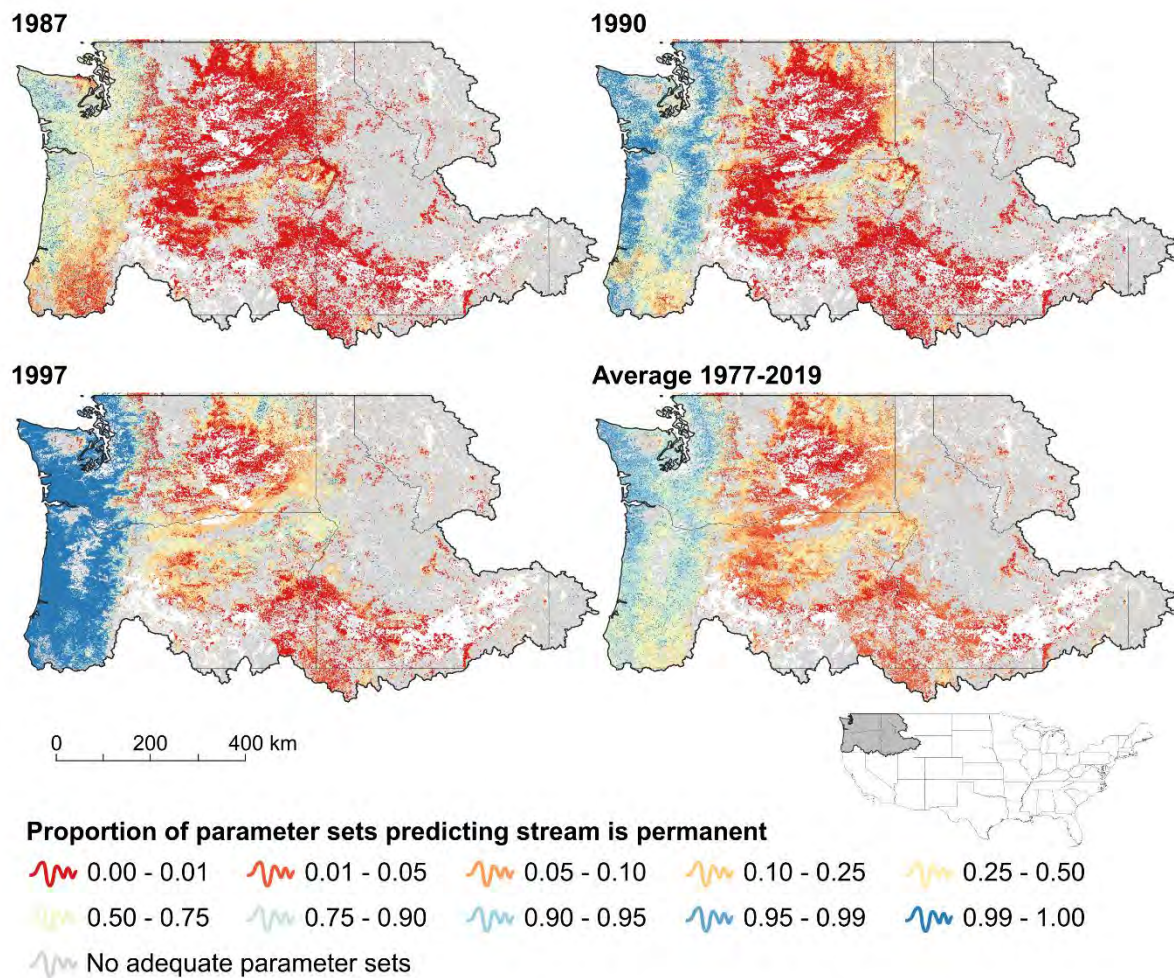 1987
1990
1997
Average 1977-2019
0 200 400 km
Proportion of parameter sets predicting stream is permanent
0.00 - 0.01 0.01 - 0.05 0.05 - 0.10 0.10 - 0.25 0.25 - 0.50
0.50 - 0.75 0.75 - 0.90 0.90 - 0.95 0.95 - 0.99 0.99 - 1.00
No adequate parameter sets